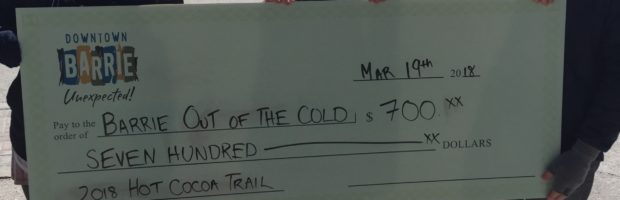 DOWNTOWN
BARRIE
Unexpected!
MAR 19th 2018
Pay to the
order of BARRIE OUT OF THE COLD $ 700.xx
SEVEN HUNDRED xx DOLLARS
2018 HOT COCOA TRAIL